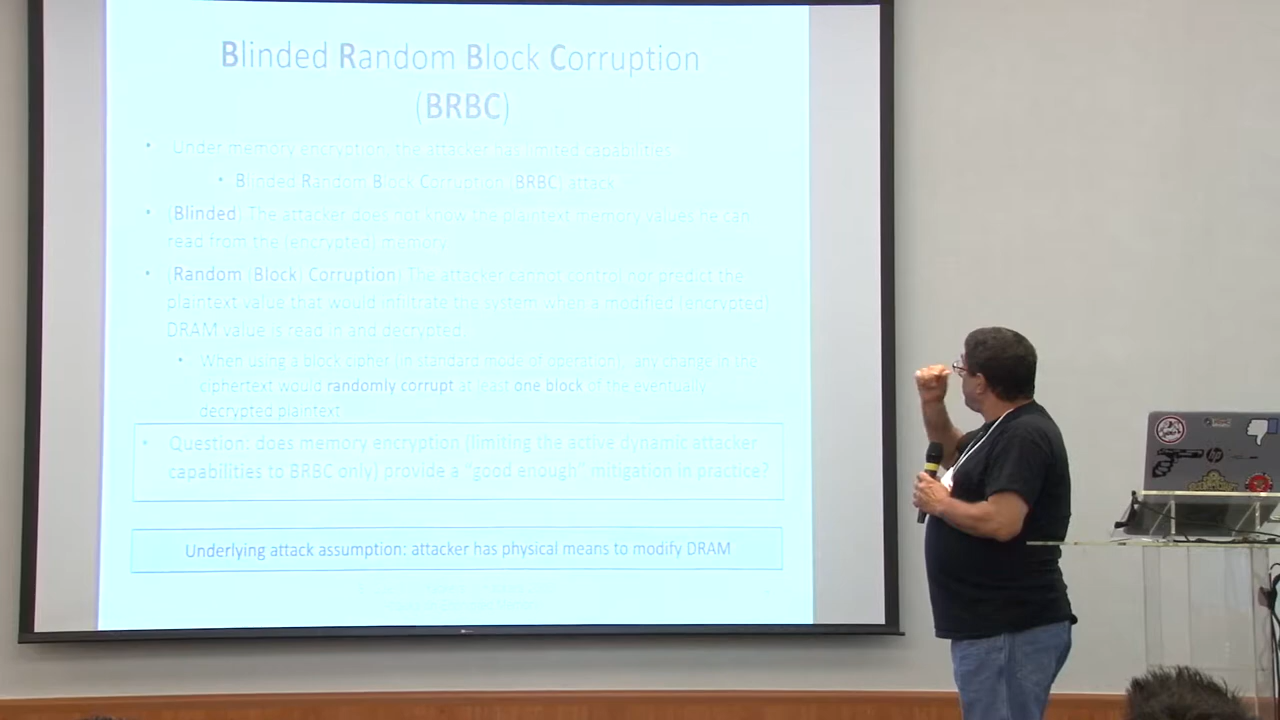 Blinded Random Block Corruption
(BRBC)
• Under memory encryption, the attacker has limited capabilities
• Blinded Random Block Corruption (BRBC) attack
• (Blinded) The attacker does not know the plaintext memory values he can
read from the (encrypted) memory
• (Random (Block) Corruption) The attacker cannot control nor predict the
plaintext value that would infiltrate the system when a modified (encrypted)
DRAM value is read in and decrypted
• When using a block cipher (in standard mode of operation), any change in the
ciphertext would randomly corrupt at least one block of the eventually
decrypted plaintext
• Question: does memory encryption (limiting the active dynamic attacker
capabilities to BRBC only) provide a "good enough" mitigation in practice?
Underlying attack assumption: attacker has physical means to modify DRAM
hp